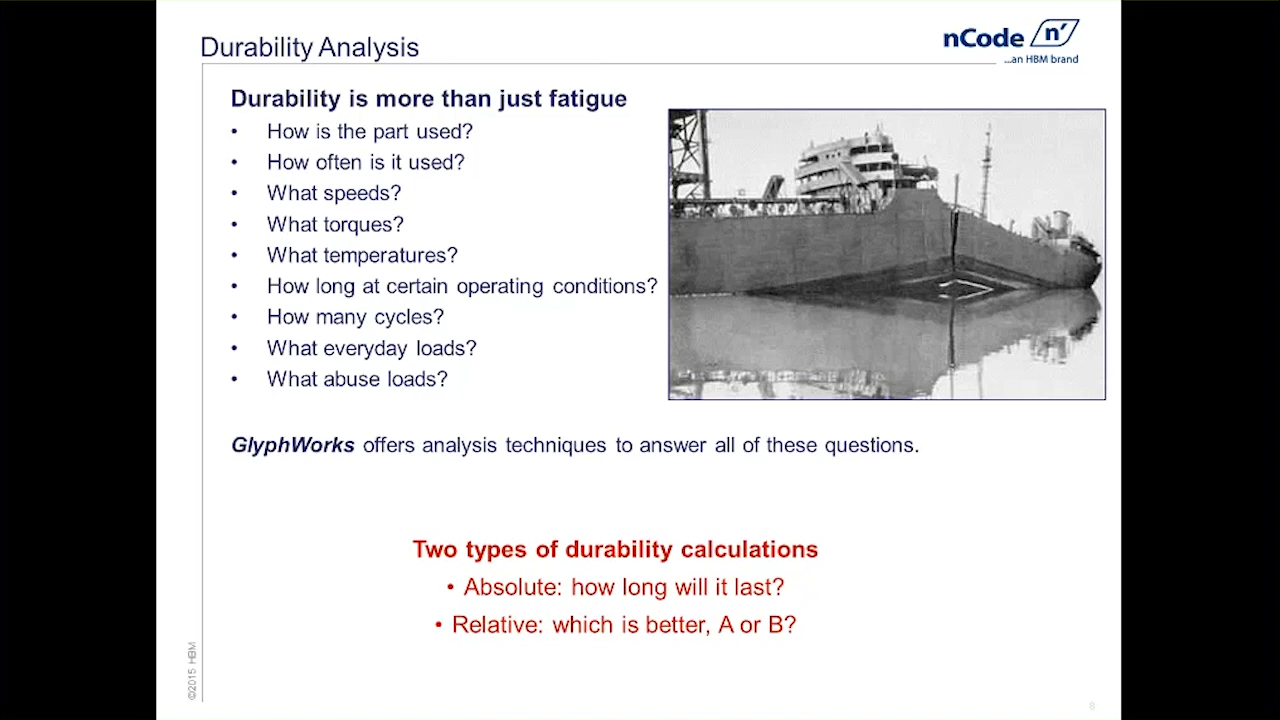 Durability Analysis
nCode n'
...an HBM brand
Durability is more than just fatigue
• How is the part used?
• How often is it used?
• What speeds?
• What torques?
• What temperatures?
• How long at certain operating conditions?
• How many cycles?
• What everyday loads?
• What abuse loads?
GlyphWorks offers analysis techniques to answer all of these questions.
Two types of durability calculations
• Absolute: how long will it last?
• Relative: which is better, A or B?
©2015 HBM
8